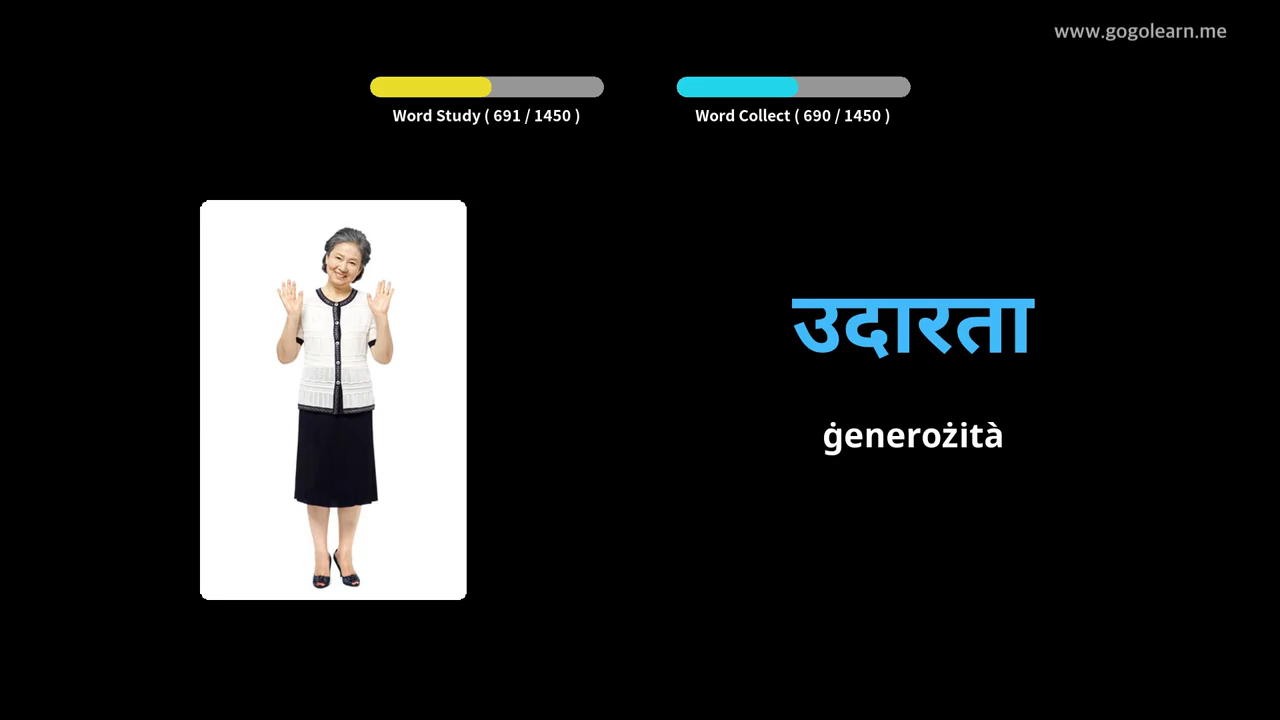 www.gogolearn.me
Word Study ( 691 / 1450 )
Word Collect ( 690 / 1450 )
उदारता
ġenerożità